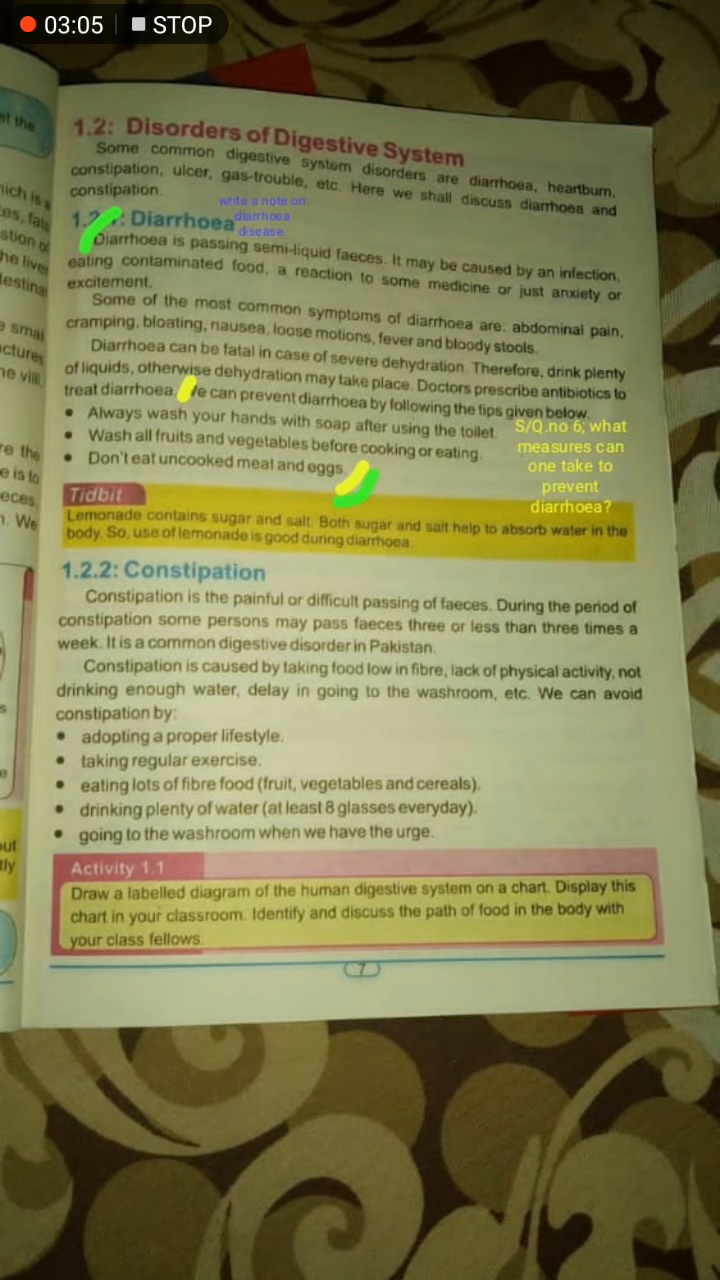 03:05 STOP
st the
1.2: Disorders of Digestive System
Some common digestive system disorders are diarrhoea, heartburn,
constipation, ulcer, gas-trouble, etc. Here we shall discuss diarrhoea and
constipation.
write a note on
diarrhoea
disease.
1.2.1: Diarrhoea
Diarrhoea is passing semi-liquid faeces. It may be caused by an infection,
eating contaminated food, a reaction to some medicine or just anxiety or
excitement.
Some of the most common symptoms of diarrhoea are: abdominal pain,
cramping, bloating, nausea, loose motions, fever and bloody stools.
Diarrhoea can be fatal in case of severe dehydration. Therefore, drink plenty
of liquids, otherwise dehydration may take place. Doctors prescribe antibiotics to
treat diarrhoea. We can prevent diarrhoea by following the tips given below.
• Always wash your hands with soap after using the toilet.
• Wash all fruits and vegetables before cooking or eating.
• Don't eat uncooked meat and eggs.
S/Q.no 6; what
measures can
one take to
prevent
diarrhoea?
Tidbit
Lemonade contains sugar and salt. Both sugar and salt help to absorb water in the
body. So, use of lemonade is good during diarrhoea.
1.2.2: Constipation
Constipation is the painful or difficult passing of faeces. During the period of
constipation some persons may pass faeces three or less than three times a
week. It is a common digestive disorder in Pakistan.
Constipation is caused by taking food low in fibre, lack of physical activity, not
drinking enough water, delay in going to the washroom, etc. We can avoid
constipation by:
• adopting a proper lifestyle.
• taking regular exercise.
• eating lots of fibre food (fruit, vegetables and cereals).
• drinking plenty of water (at least 8 glasses everyday).
• going to the washroom when we have the urge.
Activity 1.1
Draw a labelled diagram of the human digestive system on a chart. Display this
chart in your classroom. Identify and discuss the path of food in the body with
your class fellows.
7